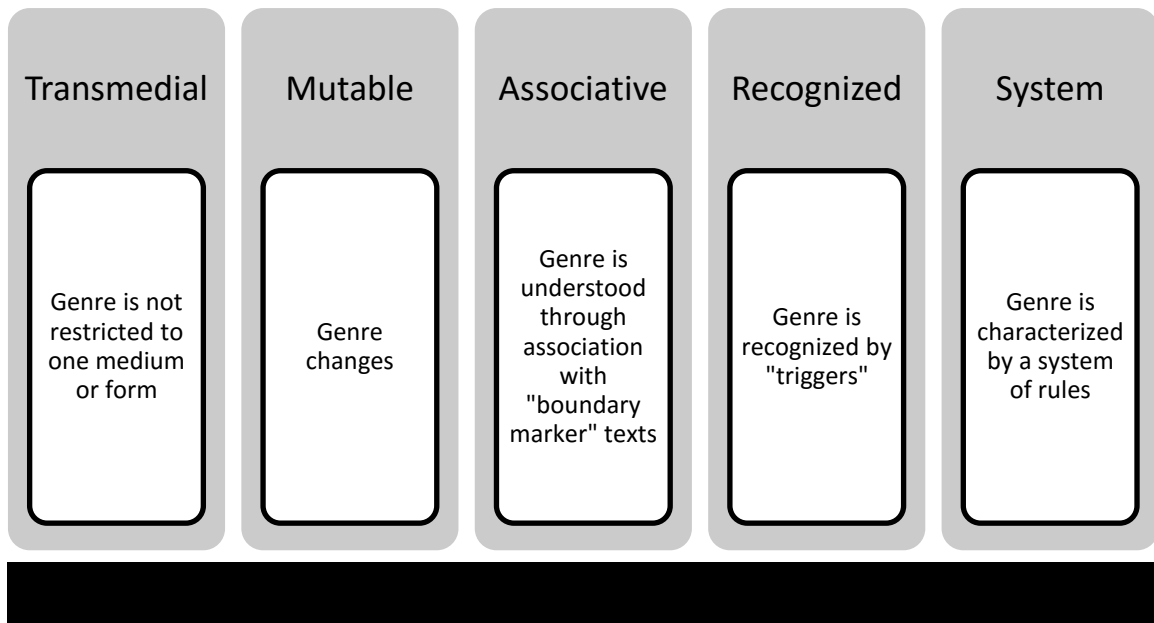 Transmedial
Genre is not
restricted to
one medium
or form
Mutable
Genre
changes
Associative
Genre is
understood
through
association
with
"boundary
marker" texts
Recognized
Genre is
recognized by
"triggers"
System
Genre is
characterized
by a system
of rules